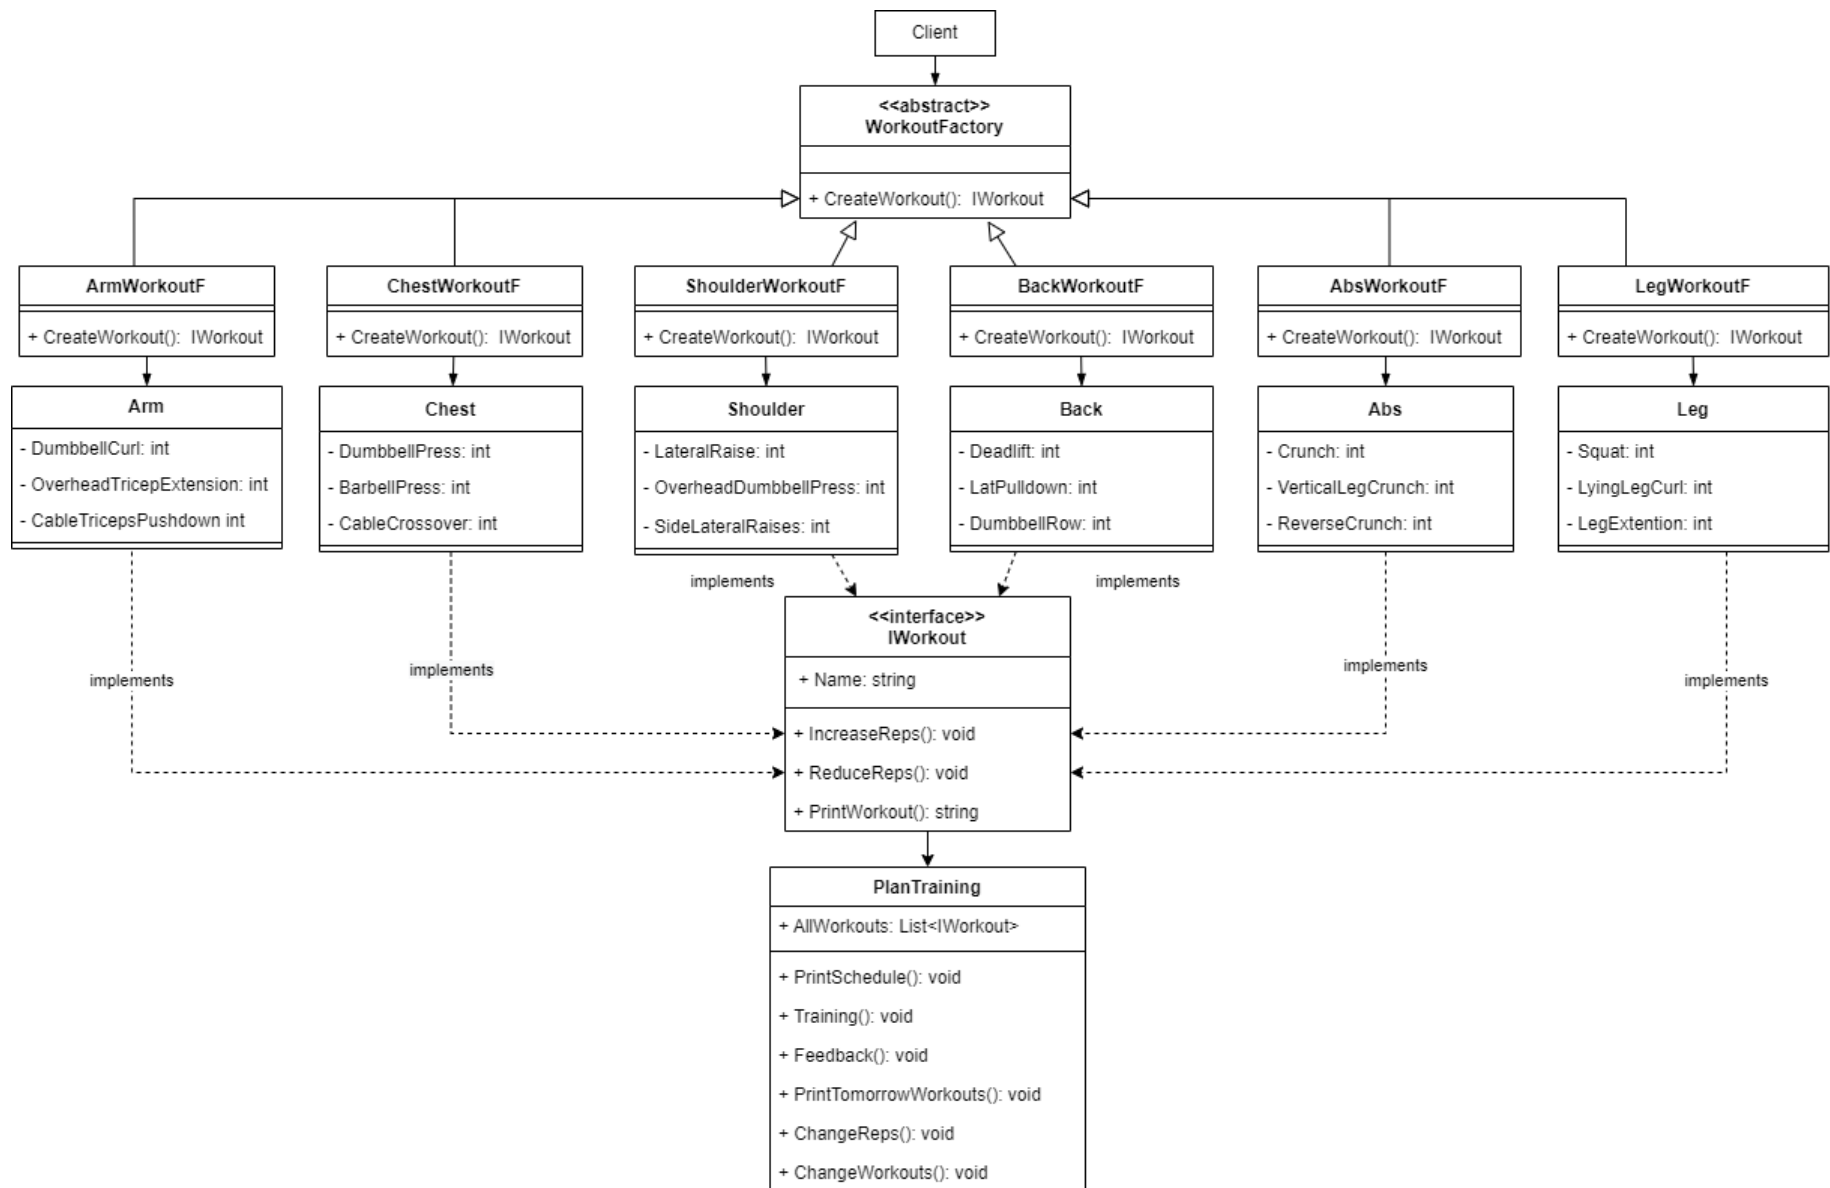 Client
<<abstract>>
WorkoutFactory
+ CreateWorkout(): IWorkout
ArmWorkoutF
+ CreateWorkout(): IWorkout
ChestWorkoutF
+ CreateWorkout(): IWorkout
ShoulderWorkoutF
+ CreateWorkout(): IWorkout
BackWorkoutF
+ CreateWorkout(): IWorkout
AbsWorkoutF
+ CreateWorkout(): IWorkout
LegWorkoutF
+ CreateWorkout(): IWorkout
Arm
- DumbbellCurl: int
- OverheadTricepExtension: int
- CableTricepsPushdown int
Chest
- DumbbellPress: int
- BarbellPress: int
- CableCrossover: int
Shoulder
- LateralRaise: int
- OverheadDumbbellPress: int
- SideLateralRaises: int
Back
- Deadlift: int
- LatPulldown: int
- DumbbellRow: int
Abs
- Crunch: int
- VerticalLegCrunch: int
- ReverseCrunch: int
Leg
- Squat: int
- LyingLegCurl: int
- LegExtention: int
implements
implements
implements
implements
implements
implements
<<interface>>
IWorkout
+ Name: string
+ IncreaseReps(): void
+ ReduceReps(): void
+ PrintWorkout(): string
PlanTraining
+ AllWorkouts: List<IWorkout>
+ PrintSchedule(): void
+ Training(): void
+ Feedback(): void
+ PrintTomorrowWorkouts(): void
+ ChangeReps(): void
+ ChangeWorkouts(): void